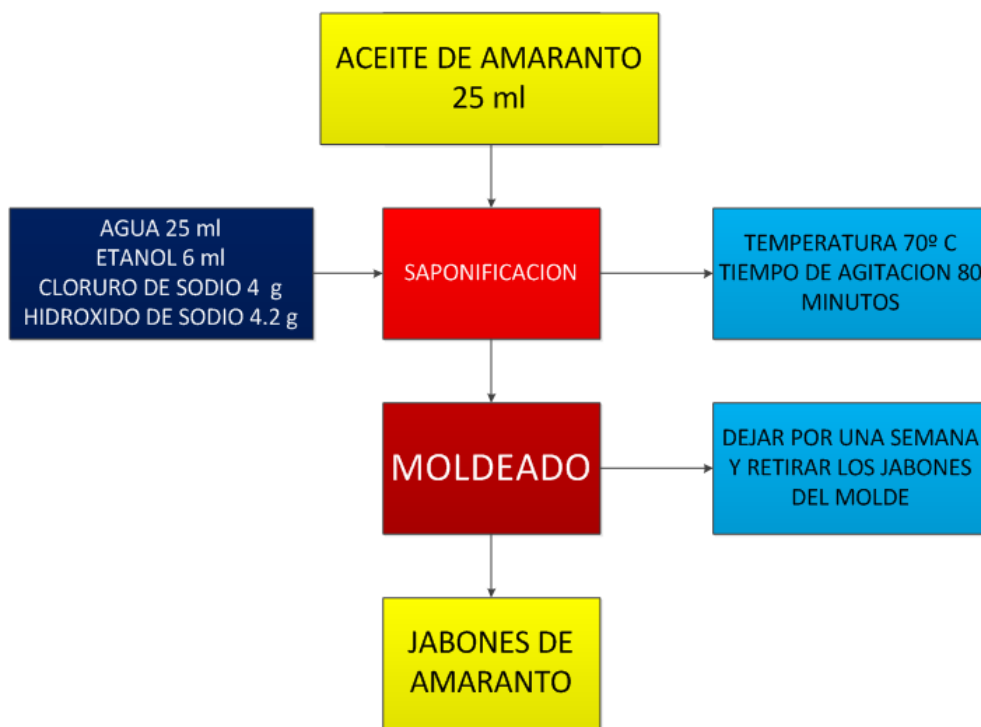 ACEITE DE AMARANTO
25 ml
AGUA 25 ml
ETANOL 6 ml
CLORURO DE SODIO 4 g
HIDROXIDO DE SODIO 4.2 g
SAPONIFICACION
TEMPERATURA 70º C
TIEMPO DE AGITACION 80
MINUTOS
MOLDEADO
DEJAR POR UNA SEMANA
Y RETIRAR LOS JABONES
DEL MOLDE
JABONES DE
AMARANTO